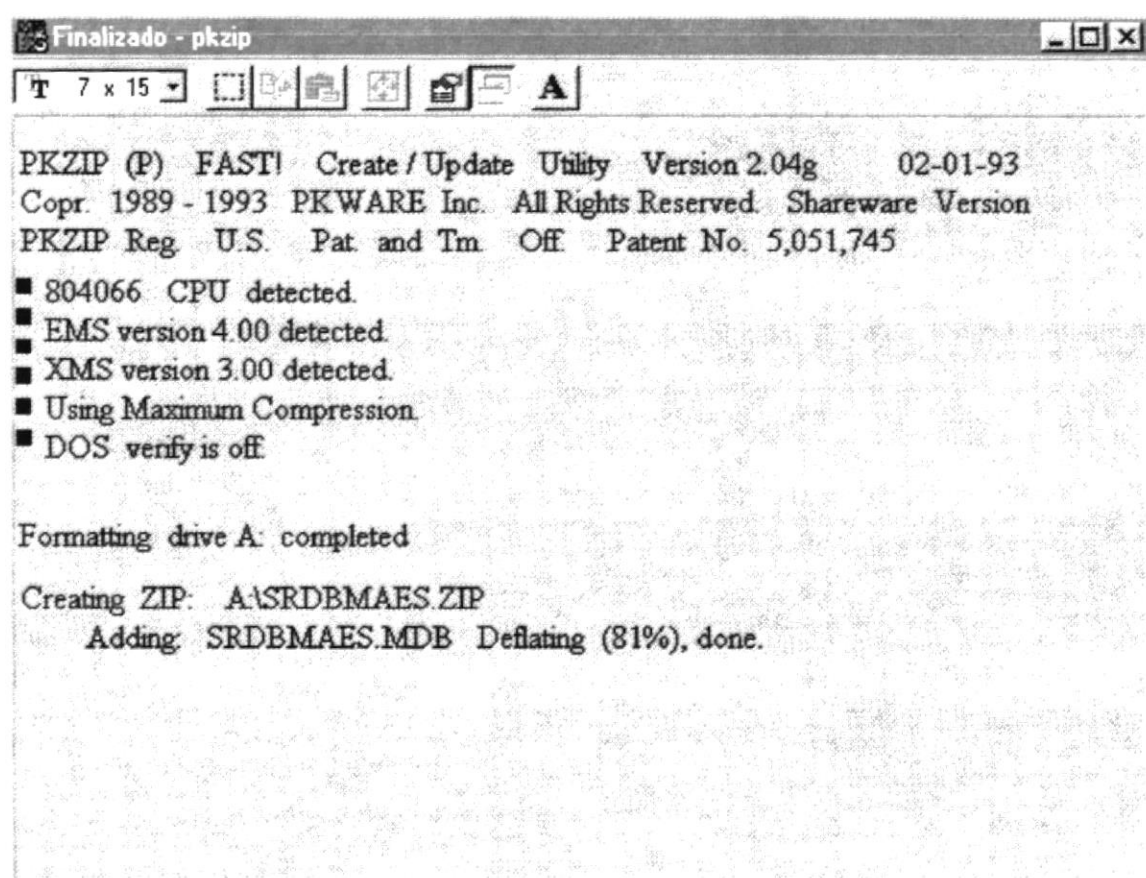 Finalizado - pkzip
7 x 15
A
PKZIP (P) FAST! Create / Update Utility Version 2.04g 02-01-93
Copr. 1989 - 1993 PKWARE Inc. All Rights Reserved. Shareware Version
PKZIP Reg. U.S. Pat. and Tm. Off. Patent No. 5,051,745
■ 804066 CPU detected.
■ EMS version 4.00 detected.
■ XMS version 3.00 detected.
■ Using Maximum Compression.
■ DOS verify is off.
Formatting drive A: completed
Creating ZIP: A:\SRDBMAES.ZIP
Adding: SRDBMAES.MDB Deflating (81%), done.